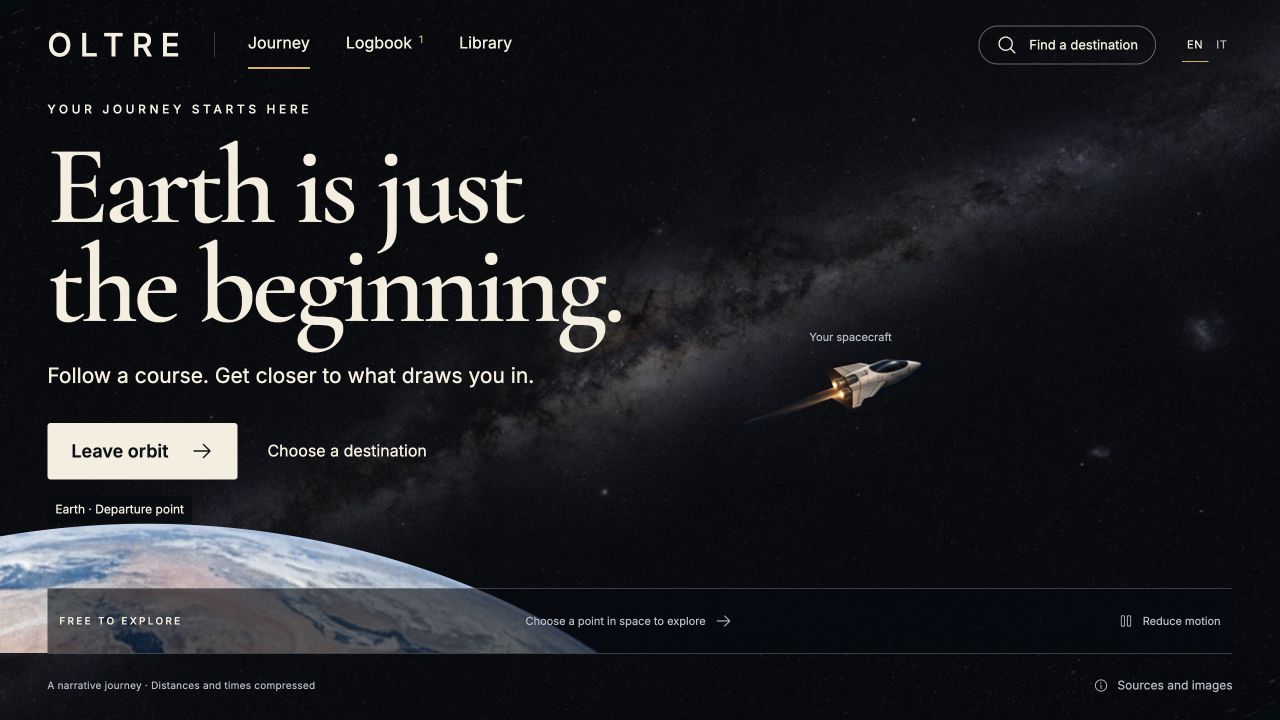 OLTRE
Journey
Logbook 1
Library
Find a destination
EN IT
YOUR JOURNEY STARTS HERE
Earth is just
the beginning.
Follow a course. Get closer to what draws you in.
Your spacecraft
Leave orbit
Choose a destination
Earth · Departure point
FREE TO EXPLORE
Choose a point in space to explore
Reduce motion
A narrative journey · Distances and times compressed
Sources and images